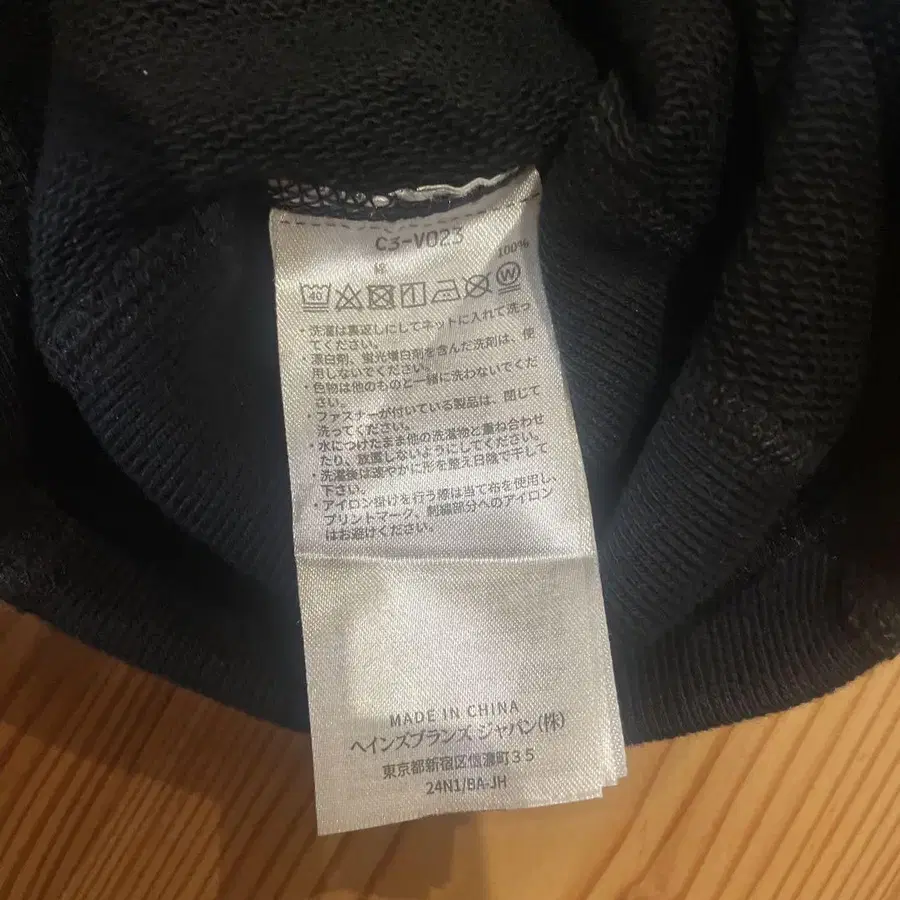 C3-V023
綿 100%
40 W
・洗濯は裏返しにしてネットに入れて洗っ
てください。
・漂白剤、蛍光増白剤を含んだ洗剤は、使
用しないでください。
・色物は他のものと一緒に洗わないでくだ
さい。
・ファスナーが付いている製品は、閉じて
洗ってください。
・水につけたまま他の洗濯物と重ね合わせ
たり、放置しないようにしてください。
・洗濯後は速やかに形を整え日陰で干して
下さい。
・アイロン掛けを行う際は当て布を使用し、
プリントマーク、刺繍部分へのアイロン
はお避けください。
MADE IN CHINA
ヘインズブランズ ジャパン(株)
東京都新宿区信濃町35
24N1/BA-JH